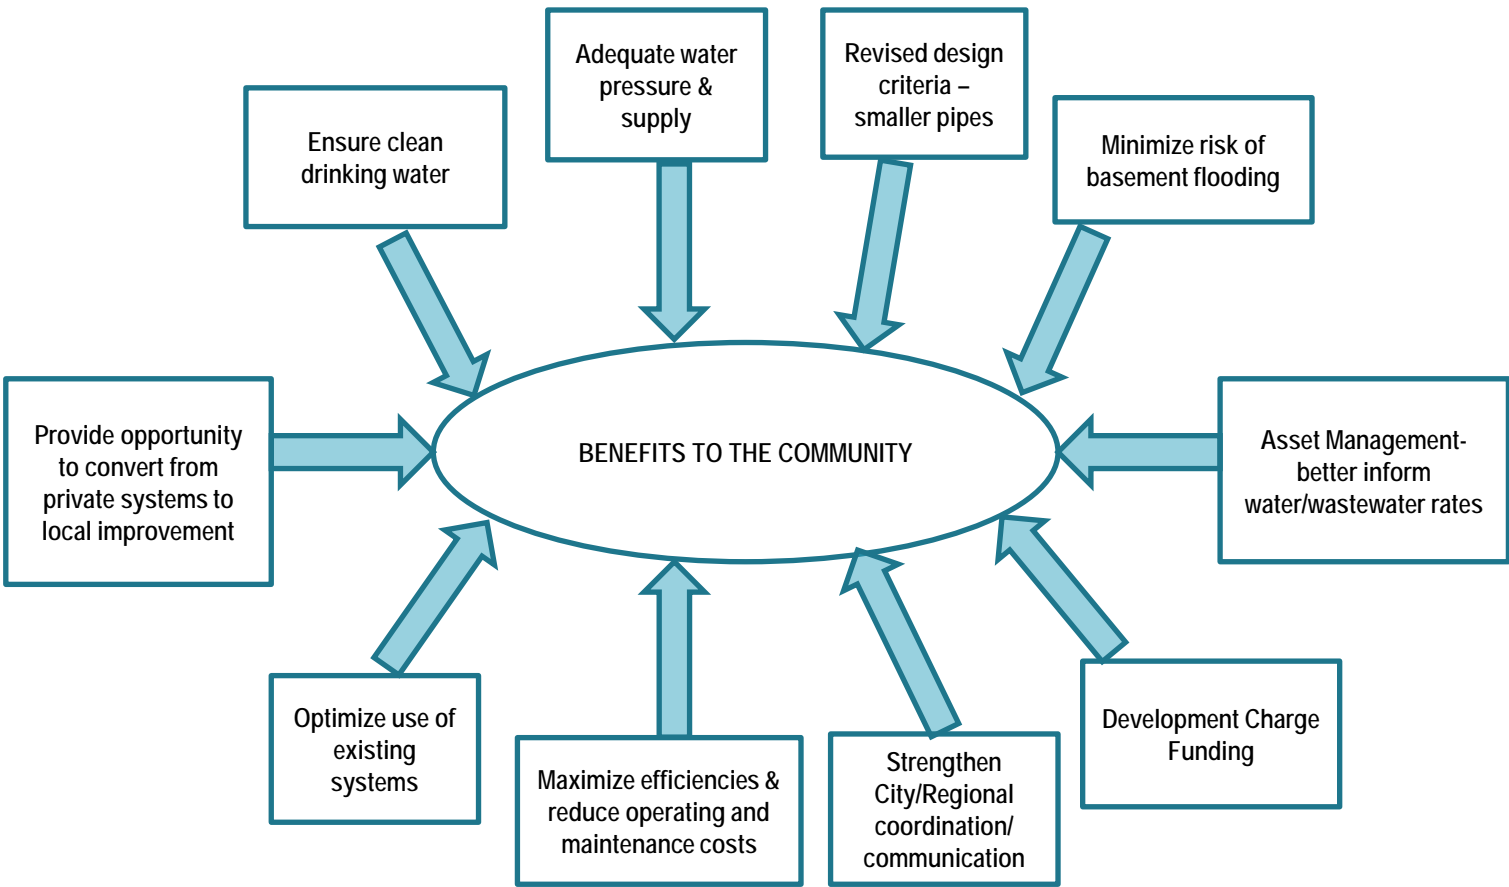 Adequate water
pressure &
supply
Revised design
criteria –
smaller pipes
Ensure clean
drinking water
Minimize risk of
basement flooding
Provide opportunity
to convert from
private systems to
local improvement
BENEFITS TO THE COMMUNITY
Asset Management-
better inform
water/wastewater rates
Optimize use of
existing
systems
Maximize efficiencies &
reduce operating and
maintenance costs
Strengthen
City/Regional
coordination/
communication
Development Charge
Funding